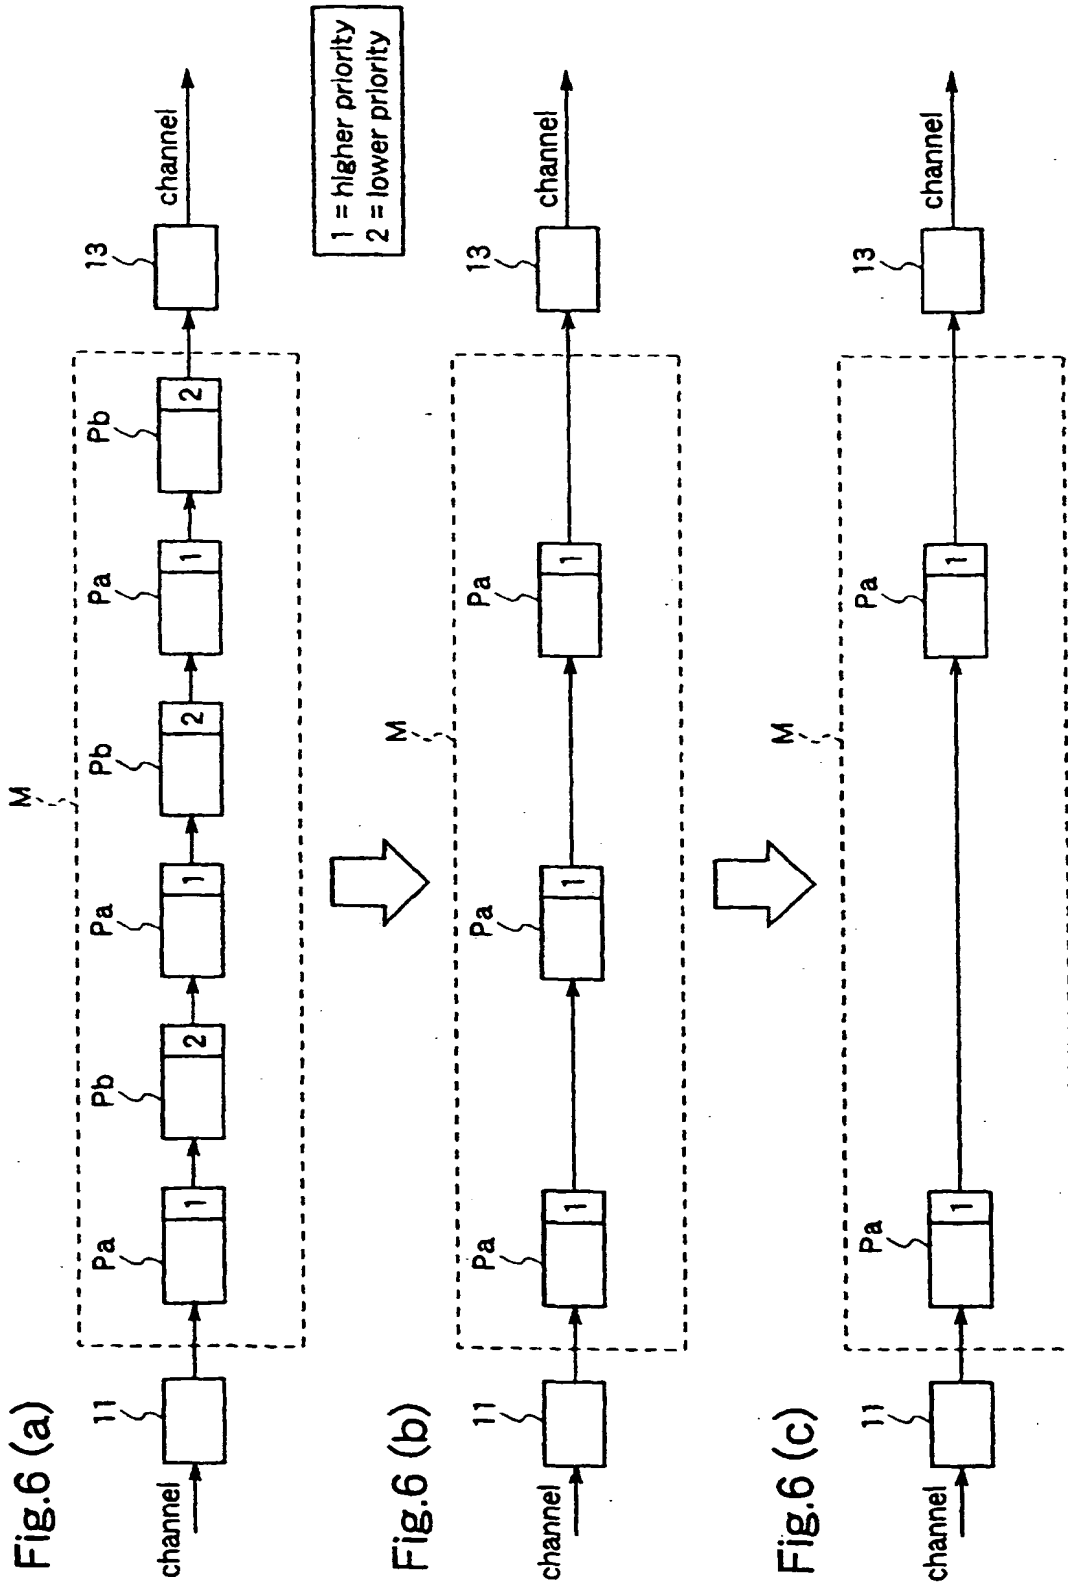 Fig.6 (a)
M
11
Pa
Pb
Pa
Pb
Pa
Pb
13
channel
1
2
1
2
1
2
channel
1 = higher priority
2 = lower priority
Fig.6 (b)
M
11
Pa
Pa
Pa
13
channel
1
1
1
channel
Fig.6 (c)
M
11
Pa
Pa
13
channel
1
1
channel